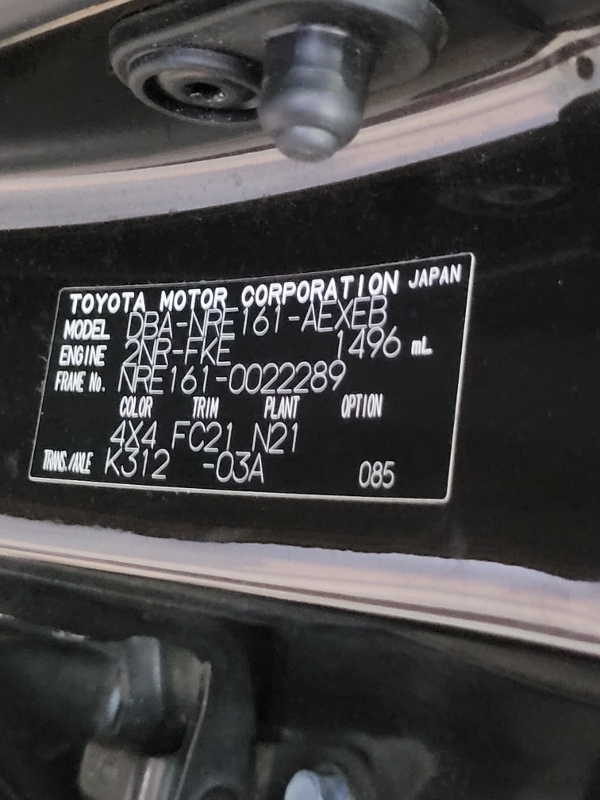 TOYOTA MOTOR CORPORATION JAPAN
MODEL DBA-NRE161-AEXEB
ENGINE 2NR-FKE 1496 mL
FRAME No. NRE161-0022289
COLOR TRIM PLANT OPTION
4X4 FC21 N21
TRANS./AXLE K312 -03A 085